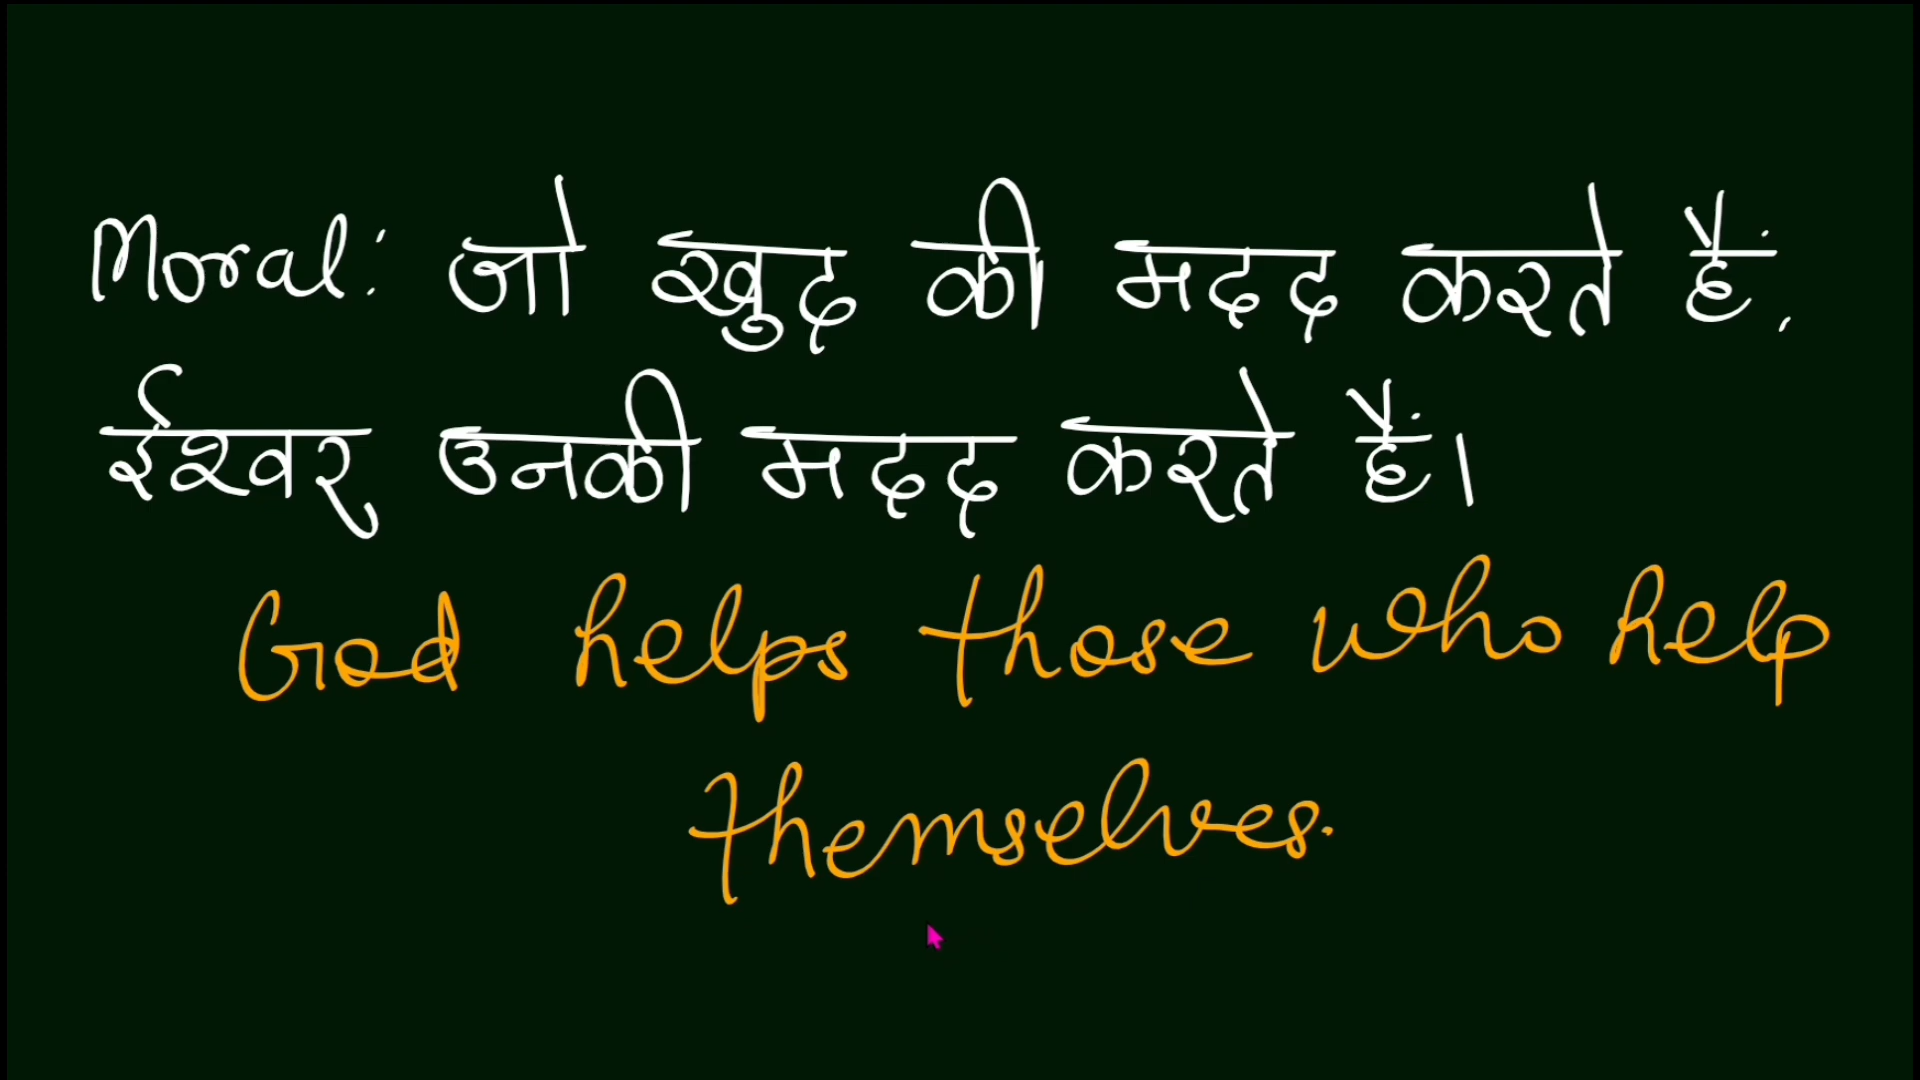 Moral: जो खुद की मदद करते हैं,
ईश्वर उनकी मदद करते हैं।
God helps those who help
themselves.